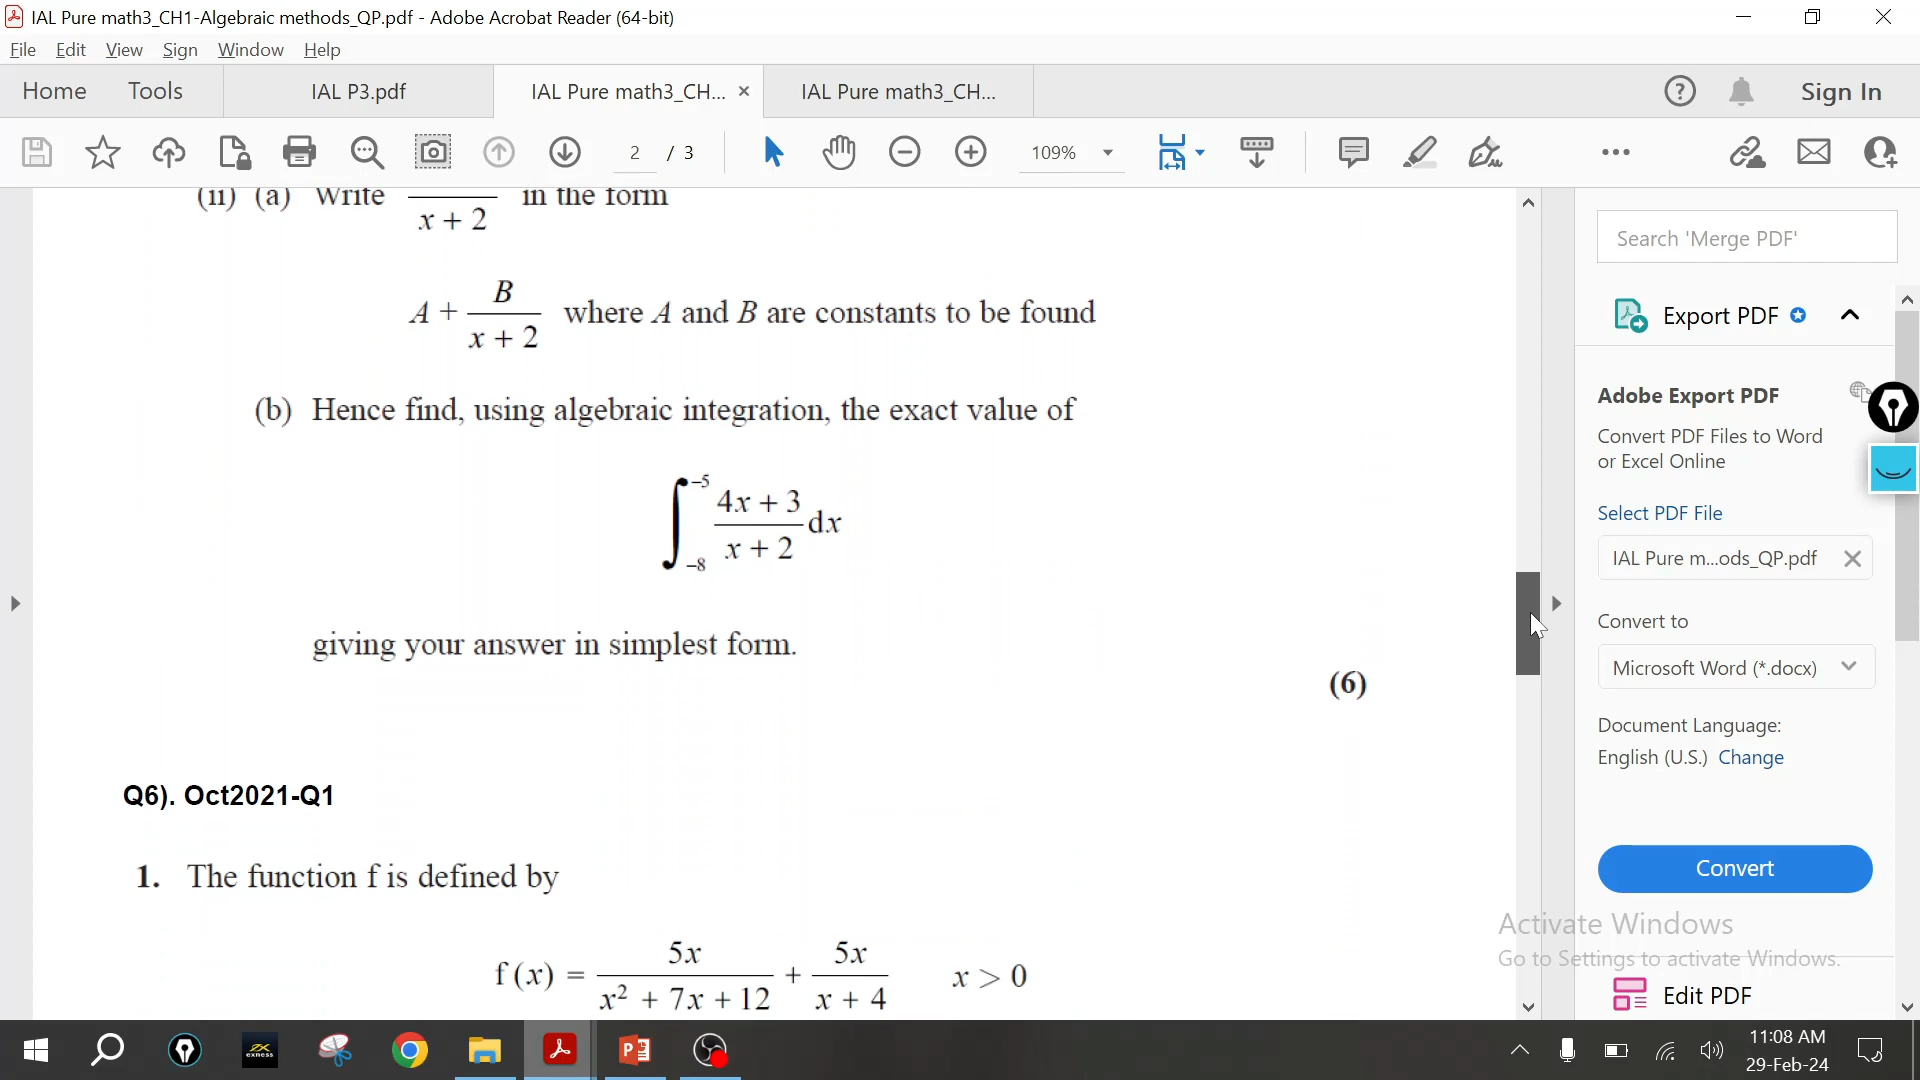 IAL Pure math3_CH1-Algebraic methods_QP.pdf - Adobe Acrobat Reader (64-bit)
File Edit View Sign Window Help
Home Tools IAL P3.pdf IAL Pure math3_CH... × IAL Pure math3_CH... Sign In
2 / 3 109%
(ii) (a) Write x + 2 in the form
A + B / x + 2 where A and B are constants to be found
(b) Hence find, using algebraic integration, the exact value of
∫ −5 −8 4x + 3 / x + 2 dx
giving your answer in simplest form.
(6)
Q6). Oct2021-Q1
1. The function f is defined by
f (x) = 5x / x² + 7x + 12 + 5x / x + 4 x > 0
Search 'Merge PDF'
Export PDF
Adobe Export PDF
Convert PDF Files to Word
or Excel Online
Select PDF File
IAL Pure m...ods_QP.pdf
Convert to
Microsoft Word (*.docx)
Document Language:
English (U.S.) Change
Convert
Activate Windows
Go to Settings to activate Windows.
Edit PDF
exness
11:08 AM
29-Feb-24